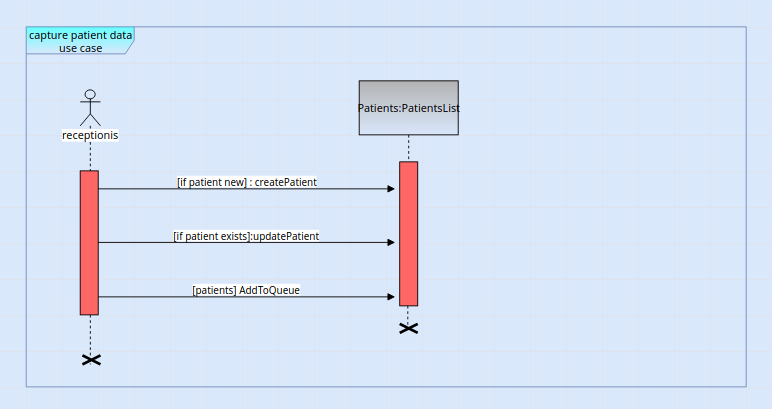 capture patient data
use case
receptionis
Patients:PatientsList
[if patient new] : createPatient
[if patient exists]:updatePatient
[patients] AddToQueue